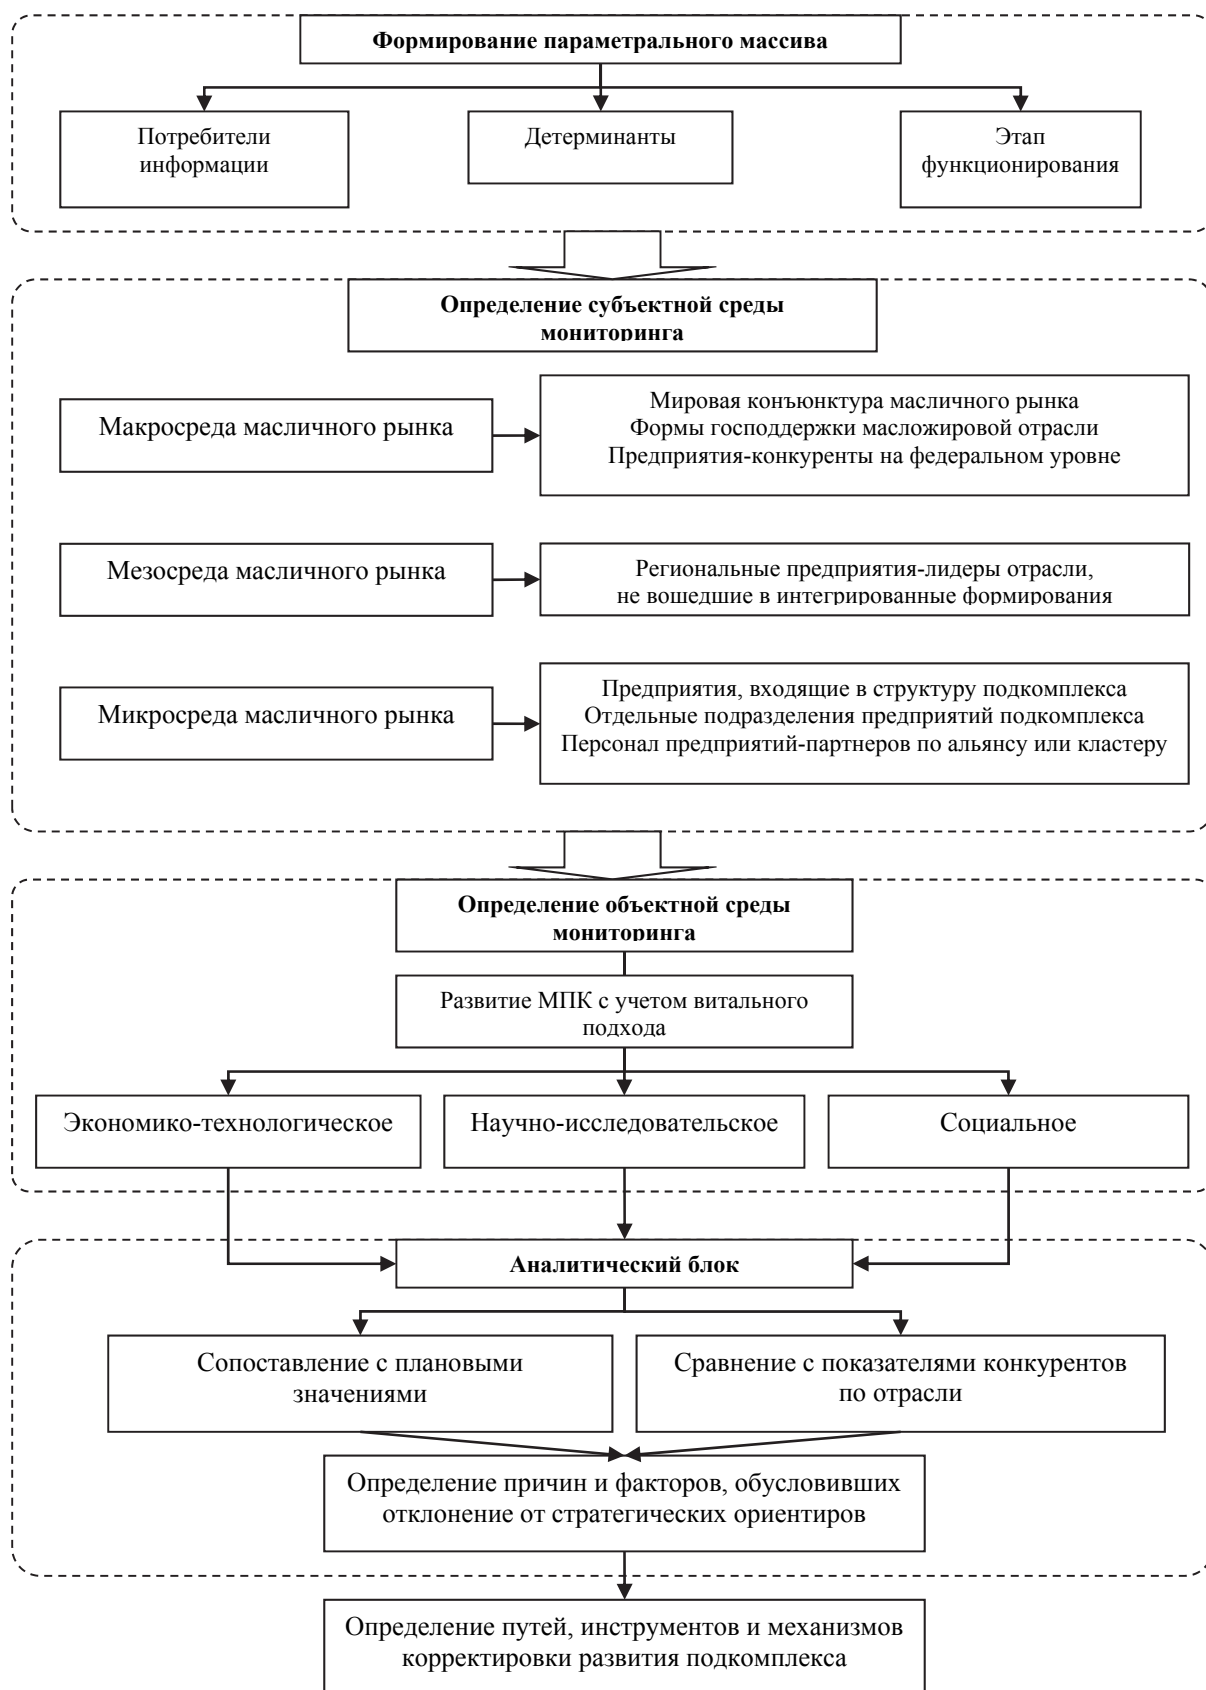 Формирование параметрального массива
Потребители
информации
Детерминанты
Этап
функционирования
Определение субъектной среды
мониторинга
Макросреда масличного рынка
Мировая конъюнктура масличного рынка
Формы господдержки масложировой отрасли
Предприятия-конкуренты на федеральном уровне
Мезосреда масличного рынка
Региональные предприятия-лидеры отрасли,
не вошедшие в интегрированные формирования
Микросреда масличного рынка
Предприятия, входящие в структуру подкомплекса
Отдельные подразделения предприятий подкомплекса
Персонал предприятий-партнеров по альянсу или кластеру
Определение объектной среды
мониторинга
Развитие МПК с учетом витального
подхода
Экономико-технологическое
Научно-исследовательское
Социальное
Аналитический блок
Сопоставление с плановыми
значениями
Сравнение с показателями конкурентов
по отрасли
Определение причин и факторов, обусловивших
отклонение от стратегических ориентиров
Определение путей, инструментов и механизмов
корректировки развития подкомплекса